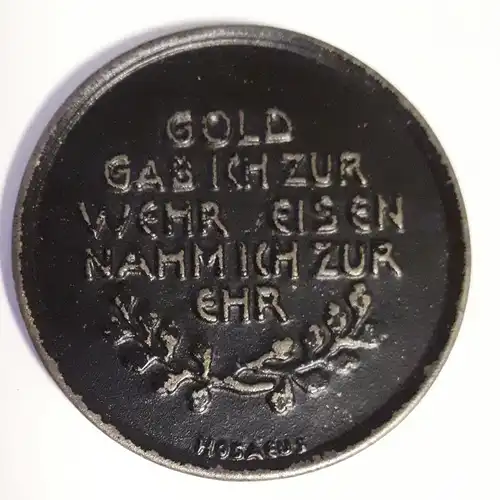 GOLD
GAB ICH ZUR
WEHR EISEN
NAHM ICH ZUR
EHR
HOSAEUS